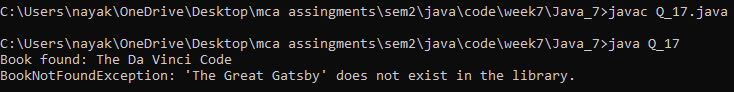 C:\Users\nayak\OneDrive\Desktop\mca assingments\sem2\java\code\week7\Java_7>javac Q_17.java
C:\Users\nayak\OneDrive\Desktop\mca assingments\sem2\java\code\week7\Java_7>java Q_17
Book found: The Da Vinci Code
BookNotFoundException: 'The Great Gatsby' does not exist in the library.